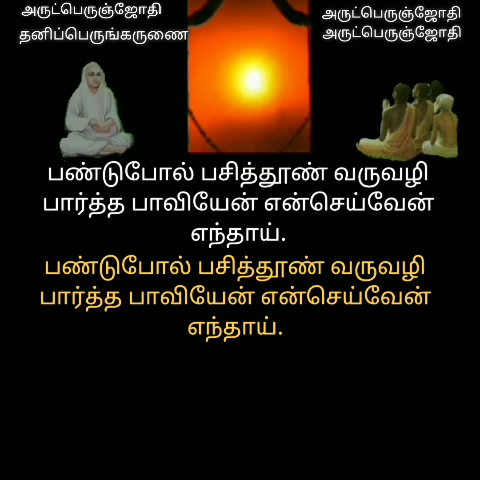 அருட்பெருஞ்ஜோதி
தனிப்பெருங்கருணை
அருட்பெருஞ்ஜோதி
அருட்பெருஞ்ஜோதி
பண்டுபோல் பசித்தூண் வருவழி
பார்த்த பாவியேன் என்செய்வேன்
எந்தாய்.
பண்டுபோல் பசித்தூண் வருவழி
பார்த்த பாவியேன் என்செய்வேன்
எந்தாய்.